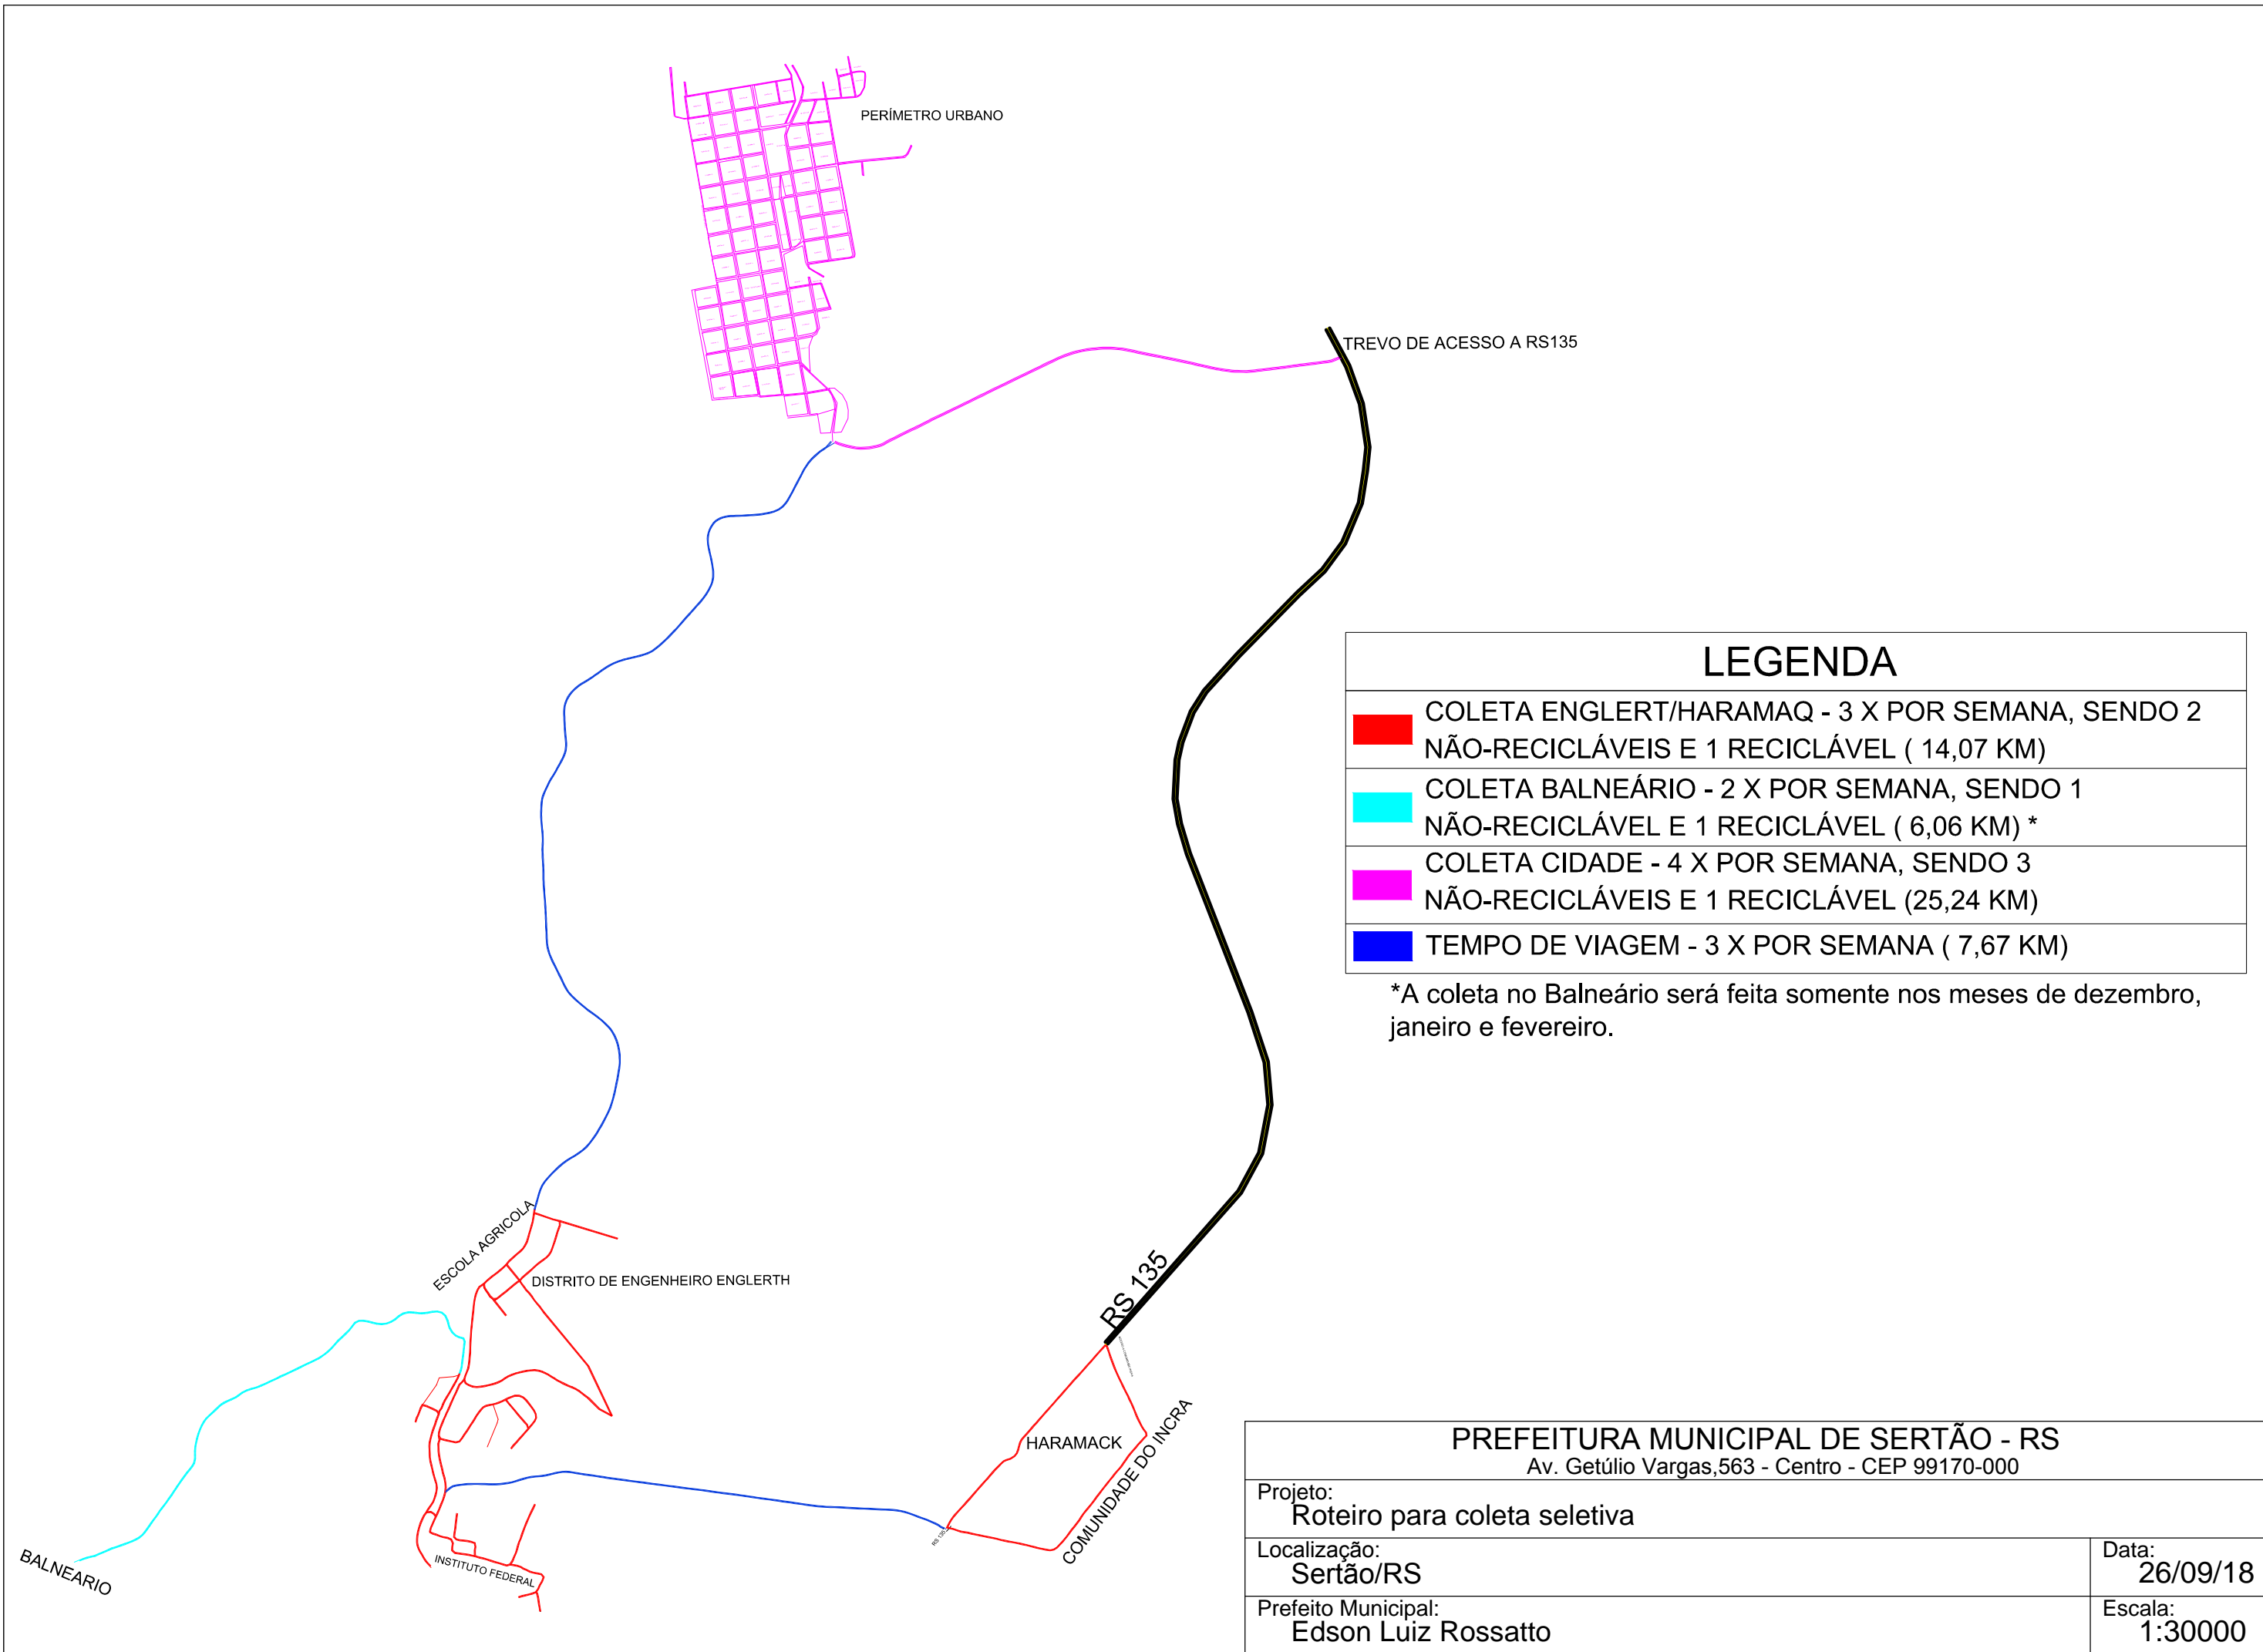 PERÍMETRO URBANO
TREVO DE ACESSO A RS135
LEGENDA
COLETA ENGLERT/HARAMAQ - 3 X POR SEMANA, SENDO 2
NÃO-RECICLÁVEIS E 1 RECICLÁVEL ( 14,07 KM)
COLETA BALNEÁRIO - 2 X POR SEMANA, SENDO 1
NÃO-RECICLÁVEL E 1 RECICLÁVEL ( 6,06 KM) *
COLETA CIDADE - 4 X POR SEMANA, SENDO 3
NÃO-RECICLÁVEIS E 1 RECICLÁVEL (25,24 KM)
TEMPO DE VIAGEM - 3 X POR SEMANA ( 7,67 KM)
*A coleta no Balneário será feita somente nos meses de dezembro,
janeiro e fevereiro.
ESCOLA AGRICOLA
DISTRITO DE ENGENHEIRO ENGLERTH
RS 135
HARAMACK
COMUNIDADE DO INCRA
RS 135
BALNEARIO
INSTITUTO FEDERAL
PREFEITURA MUNICIPAL DE SERTÃO - RS
Av. Getúlio Vargas,563 - Centro - CEP 99170-000
Projeto:
Roteiro para coleta seletiva
Localização:
Sertão/RS
Data:
26/09/18
Prefeito Municipal:
Edson Luiz Rossatto
Escala:
1:30000